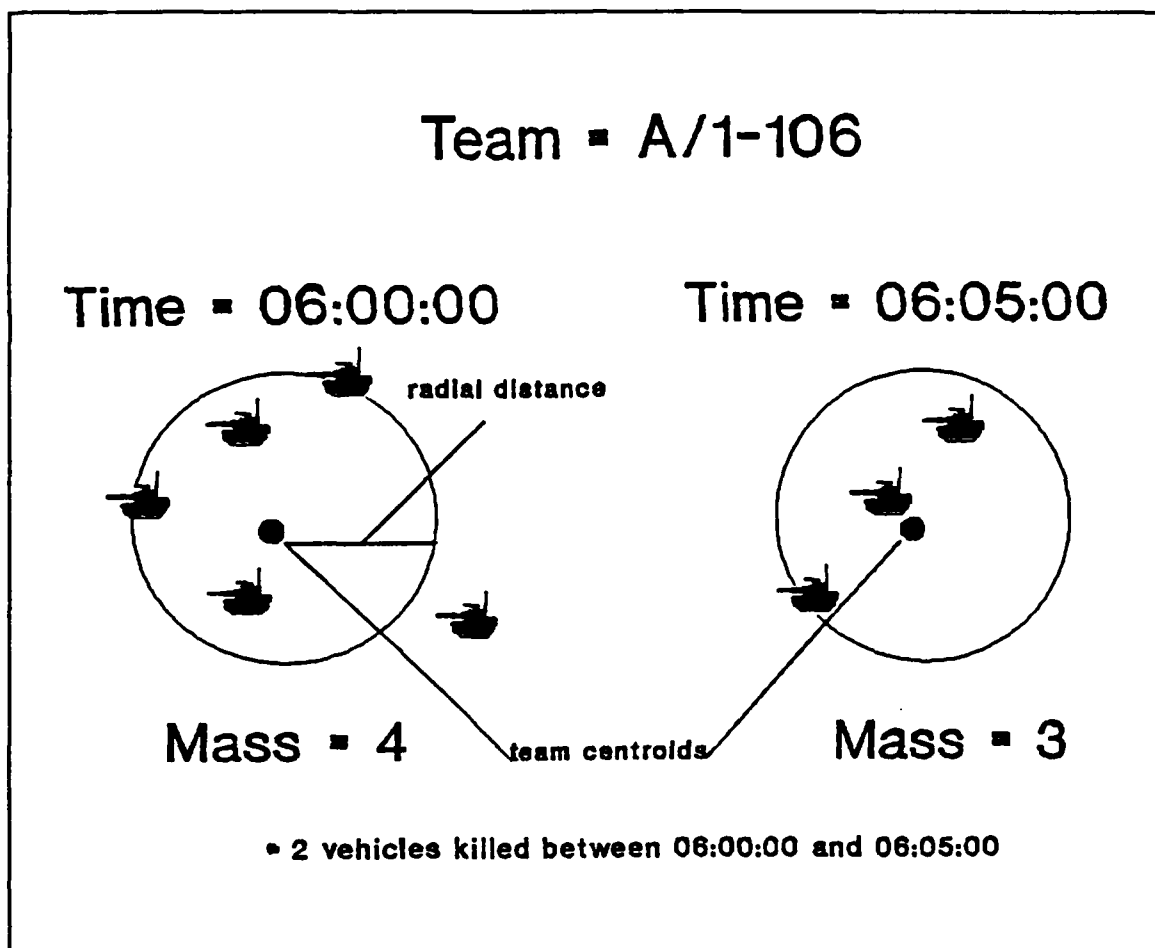 Team = A/1-106
Time = 06:00:00
Time = 06:05:00
radial distance
Mass = 4
team centroids
Mass = 3
* 2 vehicles killed between 06:00:00 and 06:05:00